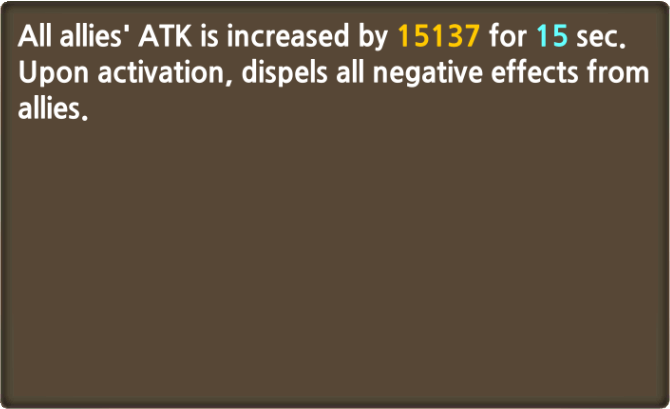 All allies' ATK is increased by 15137 for 15 sec.
Upon activation, dispels all negative effects from
allies.